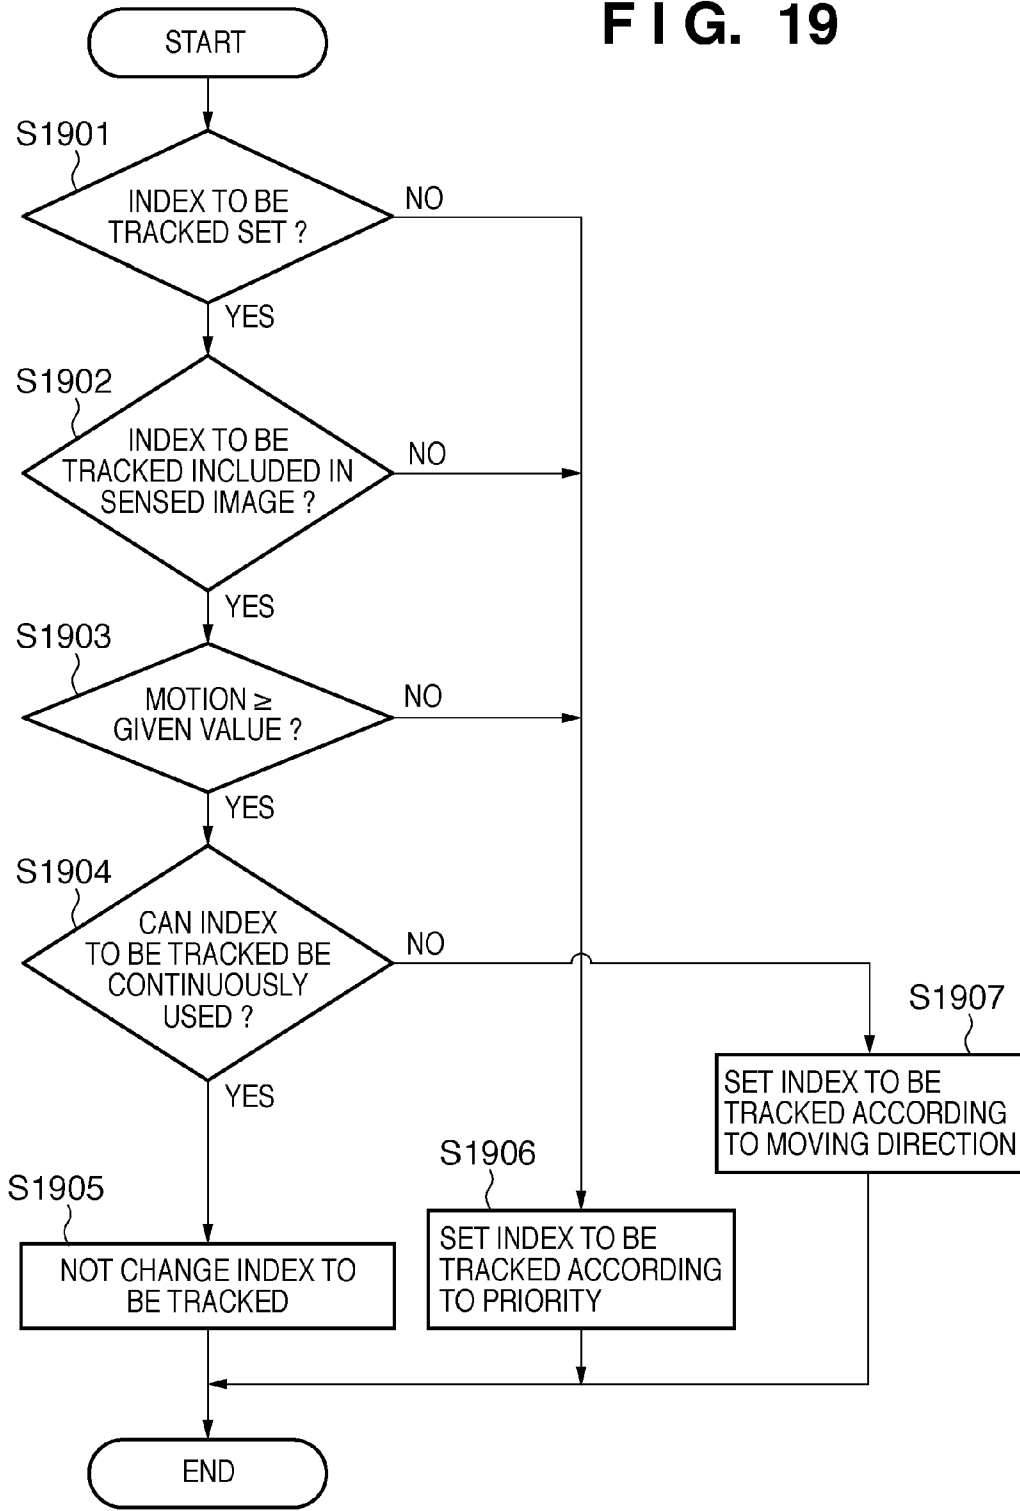 FIG. 19
START
S1901
INDEX TO BE
TRACKED SET ?
NO
YES
S1902
INDEX TO BE
TRACKED INCLUDED IN
SENSED IMAGE ?
NO
YES
S1903
MOTION ≥
GIVEN VALUE ?
NO
YES
S1904
CAN INDEX
TO BE TRACKED BE
CONTINUOUSLY
USED ?
NO
YES
S1907
SET INDEX TO BE
TRACKED ACCORDING
TO MOVING DIRECTION
S1906
SET INDEX TO BE
TRACKED ACCORDING
TO PRIORITY
S1905
NOT CHANGE INDEX TO
BE TRACKED
END